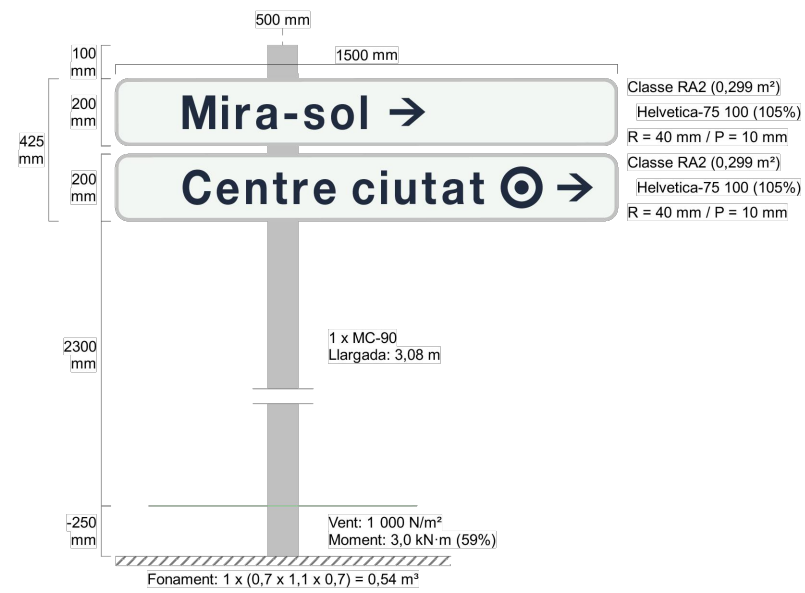 500 mm
100
mm
1500 mm
425
mm
200
mm
Mira-sol →
Classe RA2 (0,299 m²)
Helvetica-75 100 (105%)
R = 40 mm / P = 10 mm
200
mm
Centre ciutat →
Classe RA2 (0,299 m²)
Helvetica-75 100 (105%)
R = 40 mm / P = 10 mm
2300
mm
1 x MC-90
Llargada: 3,08 m
-250
mm
Vent: 1 000 N/m²
Moment: 3,0 kN·m (59%)
Fonament: 1 x (0,7 x 1,1 x 0,7) = 0,54 m³